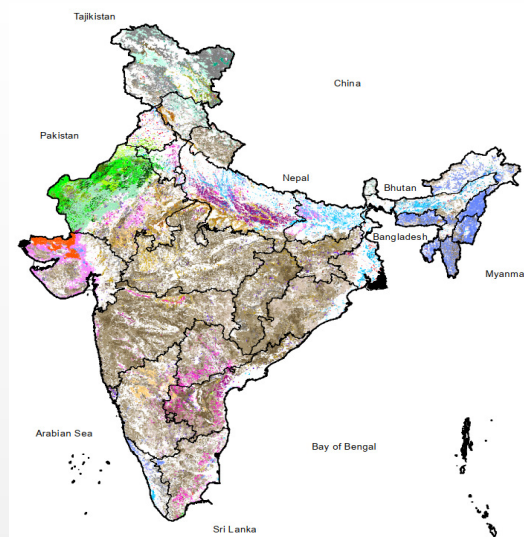 Tajikistan
China
Pakistan
Nepal
Bhutan
Bangladesh
Myanma
Arabian Sea
Bay of Bengal
Sri Lanka